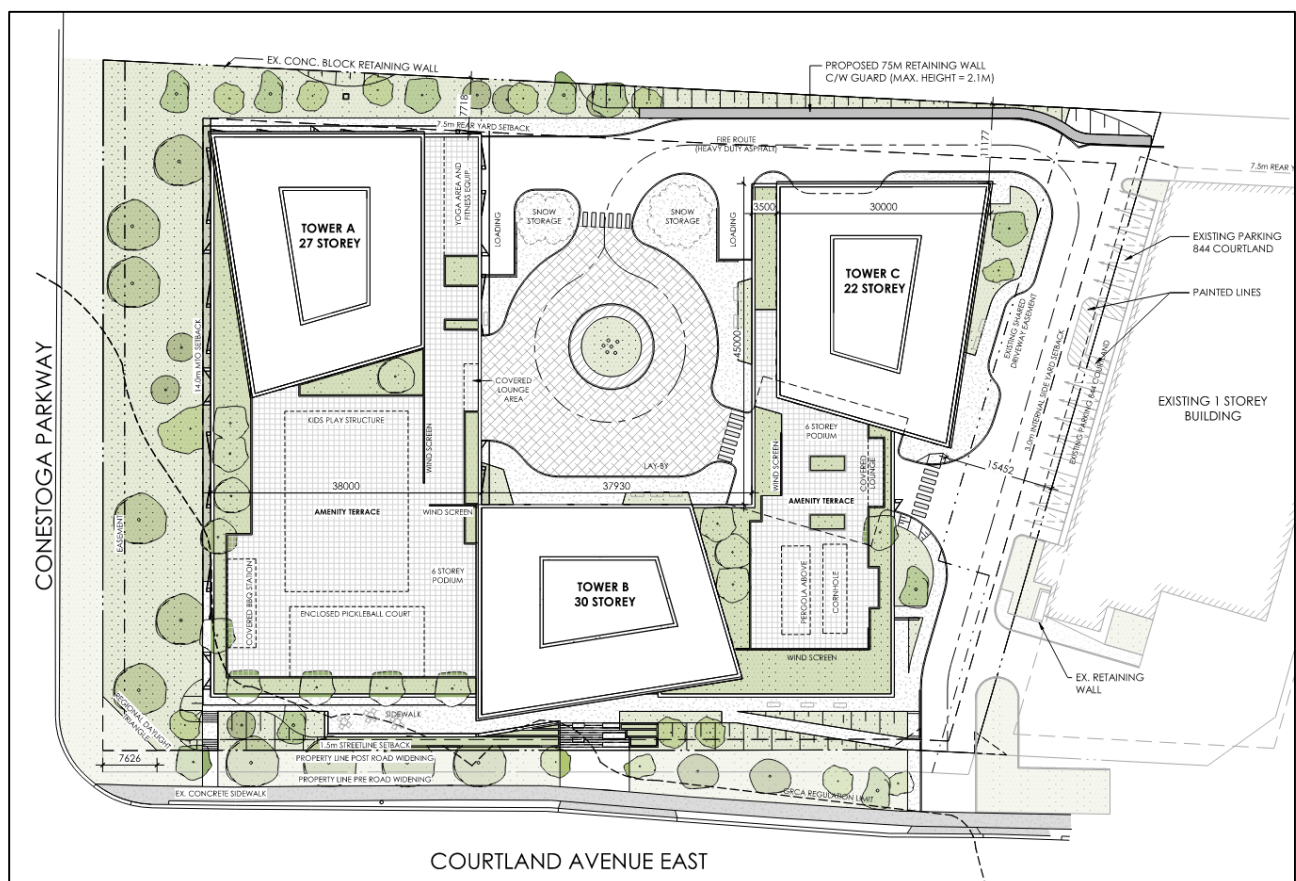 EX. CONC. BLOCK RETAINING WALL
PROPOSED 75M RETAINING WALL
C/W GUARD (MAX. HEIGHT = 2.1M)
7718
7.5m REAR YARD SETBACK
FIRE ROUTE
(HEAVY DUTY ASPHALT)
11177
7.5m REAR Y
YOGA AREA AND
FITNESS EQUIP.
LOADING
SNOW
STORAGE
SNOW
STORAGE
LOADING
3500
30000
TOWER A
27 STOREY
TOWER C
22 STOREY
EXISTING PARKING
844 COURTLAND
PAINTED LINES
EXISTING SHARED
DRIVEWAY EASEMENT
3.0m INTERNAL SIDE YARD SETBACK
EXISTING PARKING 844 COURTLAND
EXISTING 1 STOREY
BUILDING
CONESTOGA PARKWAY
14.0m MTO SETBACK
45000
COVERED
LOUNGE
AREA
KIDS PLAY STRUCTURE
WIND SCREEN
6 STOREY
PODIUM
WIND SCREEN
COVERED
LOUNGE
LAY-BY
15452
38000
37930
EASEMENT
AMENITY TERRACE
WIND SCREEN
AMENITY TERRACE
6 STOREY
PODIUM
TOWER B
30 STOREY
COVERED BBQ STATION
ENCLOSED PICKLEBALL COURT
PERGOLA ABOVE
CORNHOLE
WIND SCREEN
EX. RETAINING
WALL
REGIONAL DAYLIGHT
TRIANGLE
SIDEWALK
1.5m STREETLINE SETBACK
7626
PROPERTY LINE POST ROAD WIDENING
PROPERTY LINE PRE ROAD WIDENING
EX. CONCRETE SIDEWALK
GRCA REGULATION LIMIT
COURTLAND AVENUE EAST